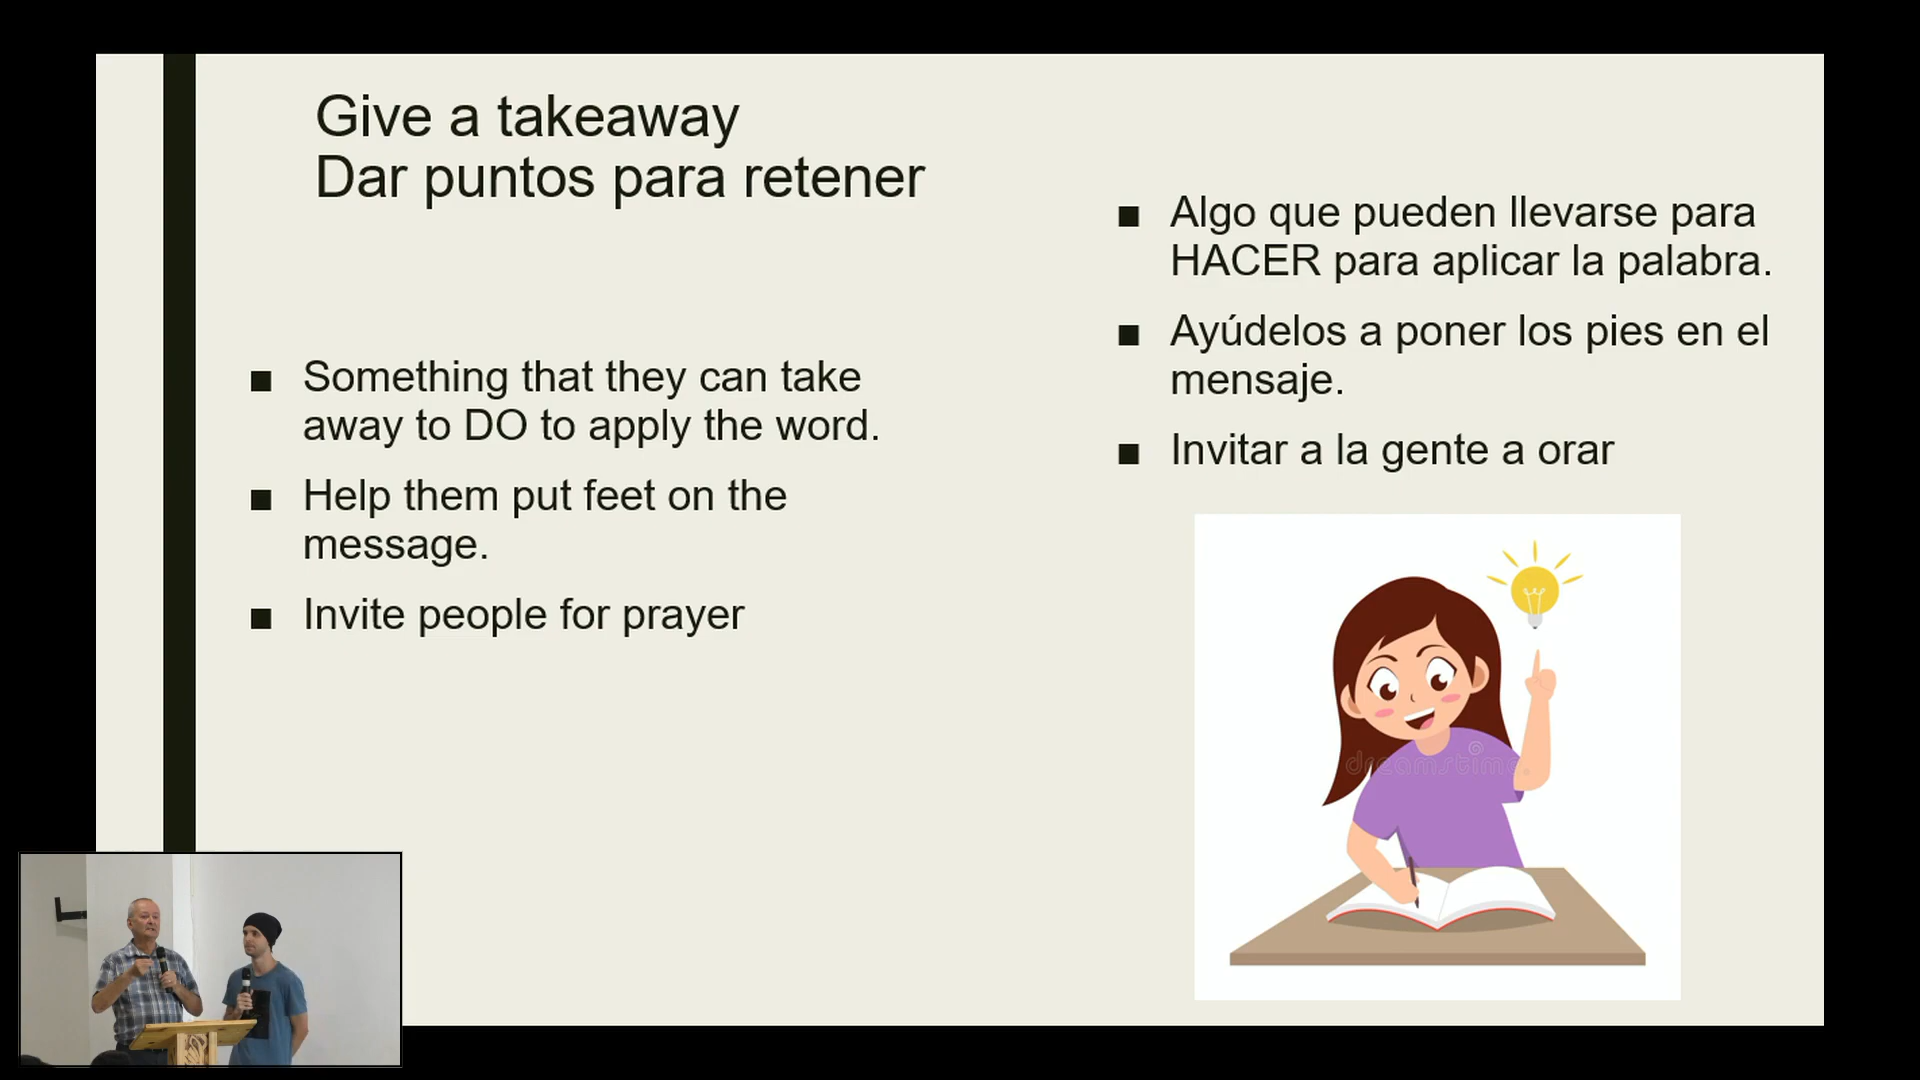 Give a takeaway
Dar puntos para retener
■ Something that they can take
away to DO to apply the word.
■ Help them put feet on the
message.
■ Invite people for prayer
■ Algo que pueden llevarse para
HACER para aplicar la palabra.
■ Ayúdelos a poner los pies en el
mensaje.
■ Invitar a la gente a orar
dreamstime